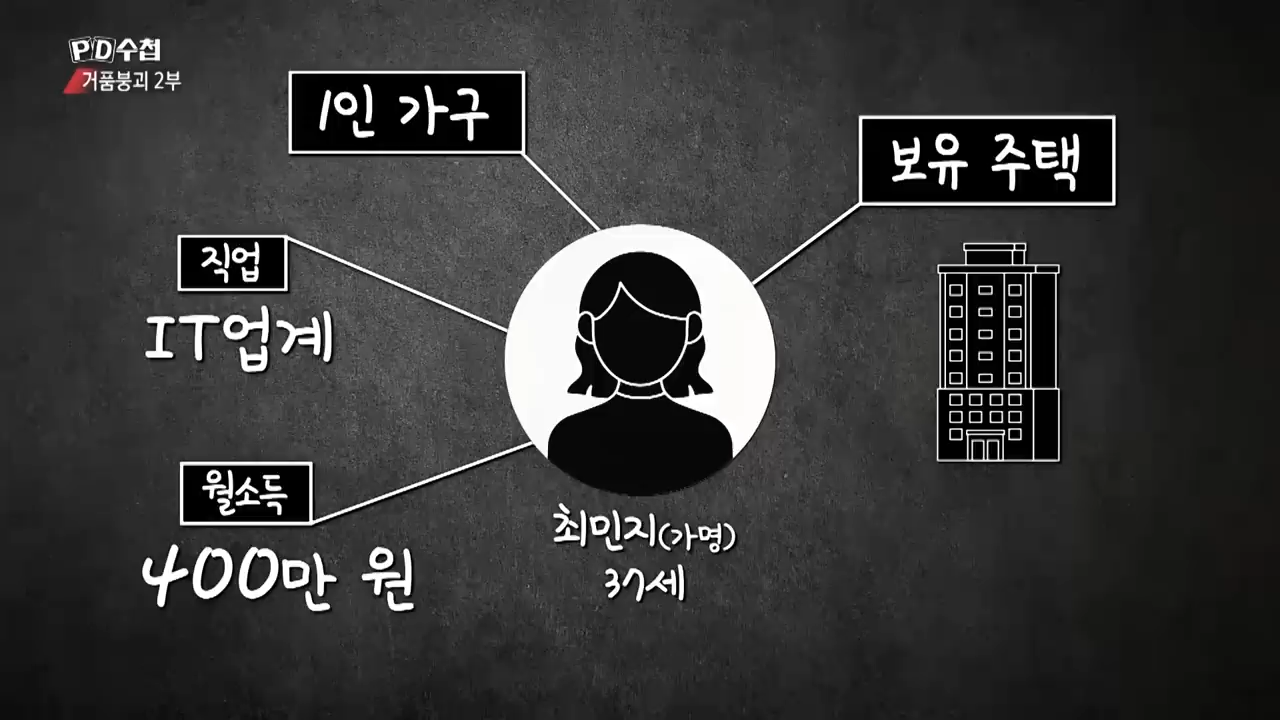 PD수첩
거품붕괴 2부
1인 가구
보유 주택
직업
IT업계
월소득
400만 원
최민지(가명)
37세